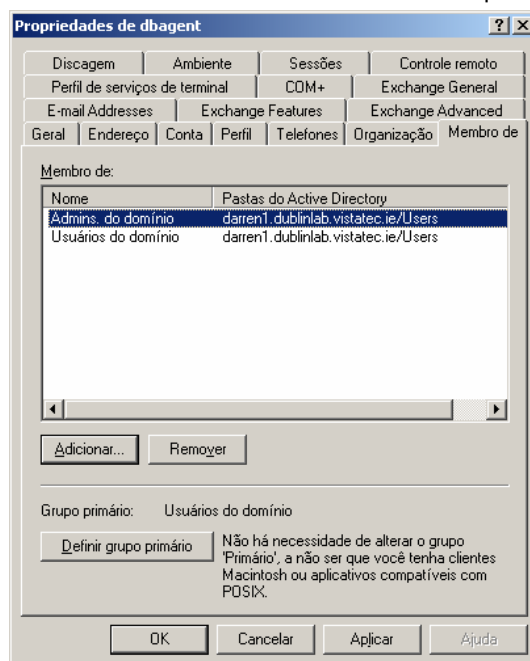 Propriedades de dbagent
Discagem Ambiente Sessões Controle remoto
Perfil de serviços de terminal COM+ Exchange General
E-mail Addresses Exchange Features Exchange Advanced
Geral Endereço Conta Perfil Telefones Organização Membro de
Membro de:
Nome Pastas do Active Directory
Admins. do domínio darren1.dublinlab.vistatec.ie/Users
Usuários do domínio darren1.dublinlab.vistatec.ie/Users
Adicionar... Remover
Grupo primário: Usuários do domínio
Definir grupo primário
Não há necessidade de alterar o grupo
'Primário', a não ser que você tenha clientes
Macintosh ou aplicativos compatíveis com
POSIX.
OK Cancelar Aplicar Ajuda